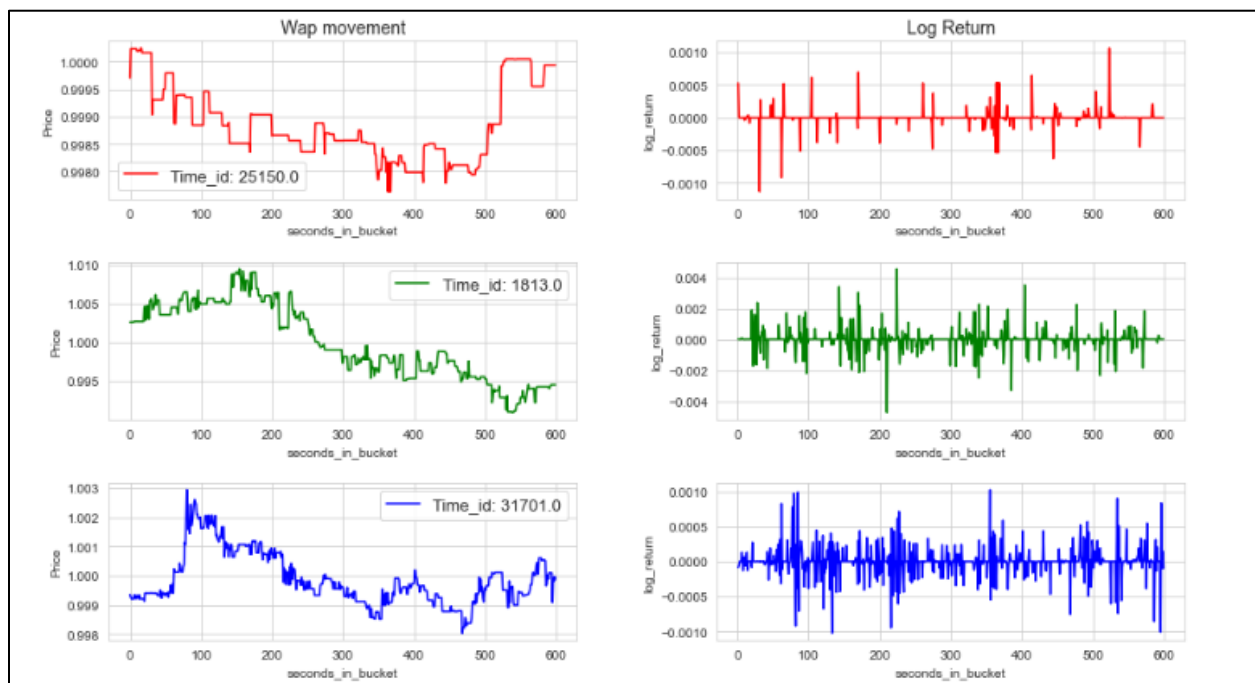 Wap movement
Log Return
Price
1.0000
0.9995
0.9990
0.9985
0.9980
Time_id: 25150.0
0 100 200 300 400 500 600
seconds_in_bucket
log_return
0.0010
0.0005
0.0000
−0.0005
−0.0010
0 100 200 300 400 500 600
seconds_in_bucket
Price
1.010
1.005
1.000
0.995
Time_id: 1813.0
0 100 200 300 400 500 600
seconds_in_bucket
log_return
0.004
0.002
0.000
−0.002
−0.004
0 100 200 300 400 500 600
seconds_in_bucket
Price
1.003
1.002
1.001
1.000
0.999
0.998
Time_id: 31701.0
0 100 200 300 400 500 600
seconds_in_bucket
log_return
0.0010
0.0005
0.0000
−0.0005
−0.0010
0 100 200 300 400 500 600
seconds_in_bucket